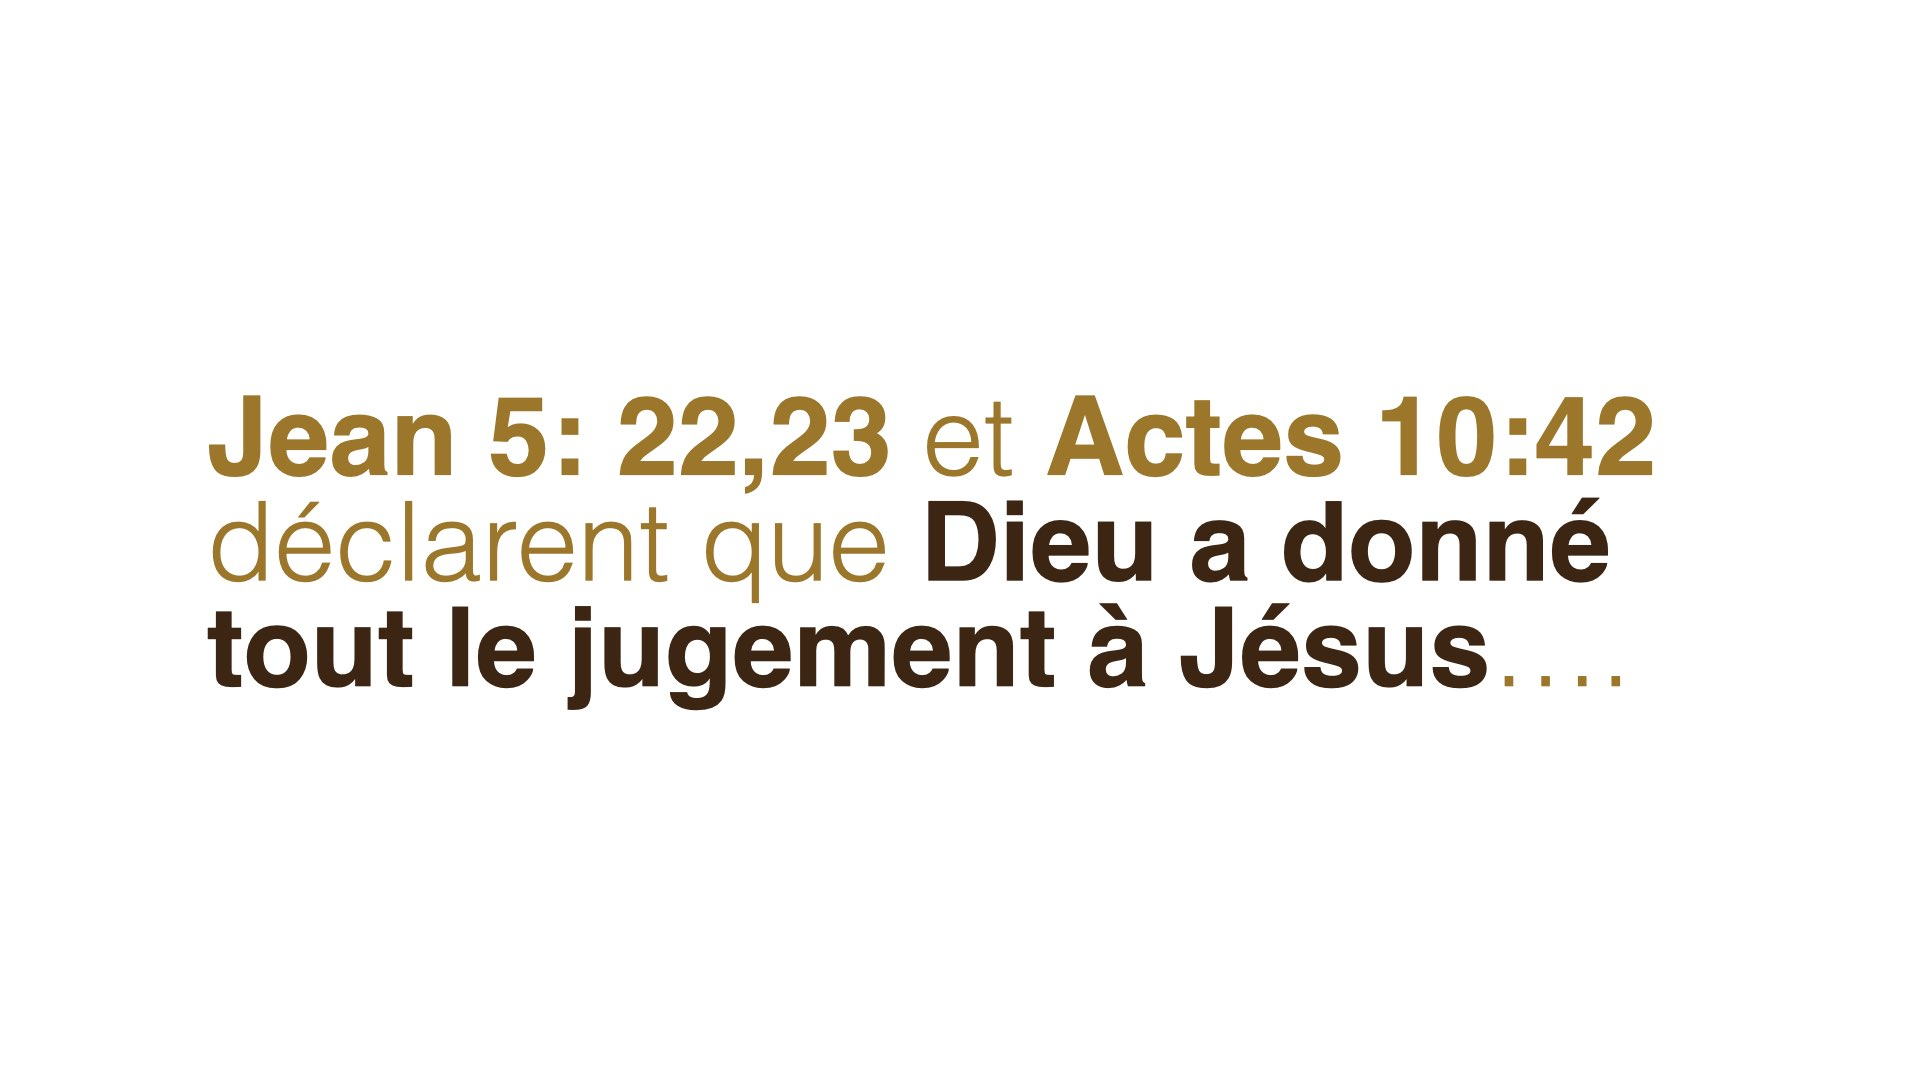 Jean 5: 22,23 et Actes 10:42
déclarent que Dieu a donné
tout le jugement à Jésus….